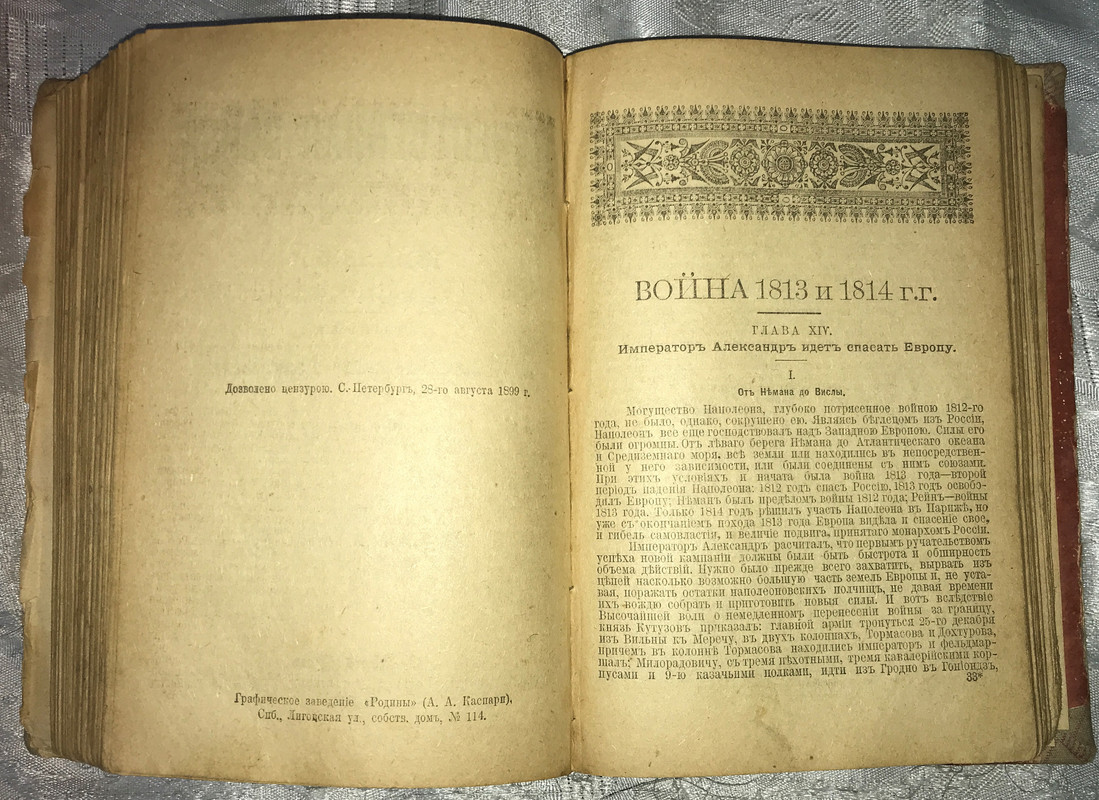 Дозволено цензурою. С.-Петербургъ, 28-го августа 1899 г.
Графическое заведеніе «Родины» (А. А. Каспари),
Спб., Лиговская ул., собств. домъ, № 114.
ВОЙНА 1813 и 1814 г.г.
ГЛАВА XIV.
Императоръ Александръ идетъ спасать Европу.
I.
Отъ Нѣмана до Вислы.
Могущество Наполеона, глубоко потрясенное войною 1812-го
года, не было, однако, сокрушено ею. Являясь бѣглецомъ изъ Россіи,
Наполеонъ все еще господствовалъ надъ Западною Европою. Силы его
были огромны. Отъ лѣваго берега Нѣмана до Атлантическаго океана
и Средиземнаго моря, всѣ земли или находились въ непосредствен-
ной у него зависимости, или были соединены съ нимъ союзами.
При этихъ условіяхъ и начата была война 1813 года—второй
періодъ паденія Наполеона: 1812 годъ спасъ Россію, 1813 годъ освобо-
дилъ Европу; Нѣманъ былъ предѣломъ войны 1812 года; Рейнъ—войны
1813 года. Только 1814 годъ рѣшилъ участь Наполеона въ Парижѣ, но
уже съ окончаніемъ похода 1813 года Европа видѣла и спасеніе свое,
и гибель самовластія, и величіе подвига, принятаго монархомъ Россіи.
Императоръ Александръ расчиталъ, что первымъ ручательствомъ
успѣха новой кампаніи должны были быть быстрота и обширность
объема дѣйствій. Нужно было прежде всего захватить, вырвать изъ
цѣпей насколько возможно большую часть земель Европы и, не уста-
вая, поражать остатки наполеоновскихъ полчищъ, не давая времени
ихъ вождю собрать и приготовить новыя силы. И вотъ вслѣдствіе
Высочайшей воли о немедленномъ перенесеніи войны за границу,
князь Кутузовъ приказалъ: главной арміи тронуться 25-го декабря
изъ Вильны къ Меречу, въ двухъ колоннахъ, Тормасова и Дохтурова,
причемъ въ колоннѣ Тормасова находились императоръ и фельдмар-
шалъ; Милорадовичу, съ тремя пѣхотными, тремя кавалерійскими кор-
пусами и 9-ю казачьими полками, идти изъ Гродно въ Гоніондзъ,
33*